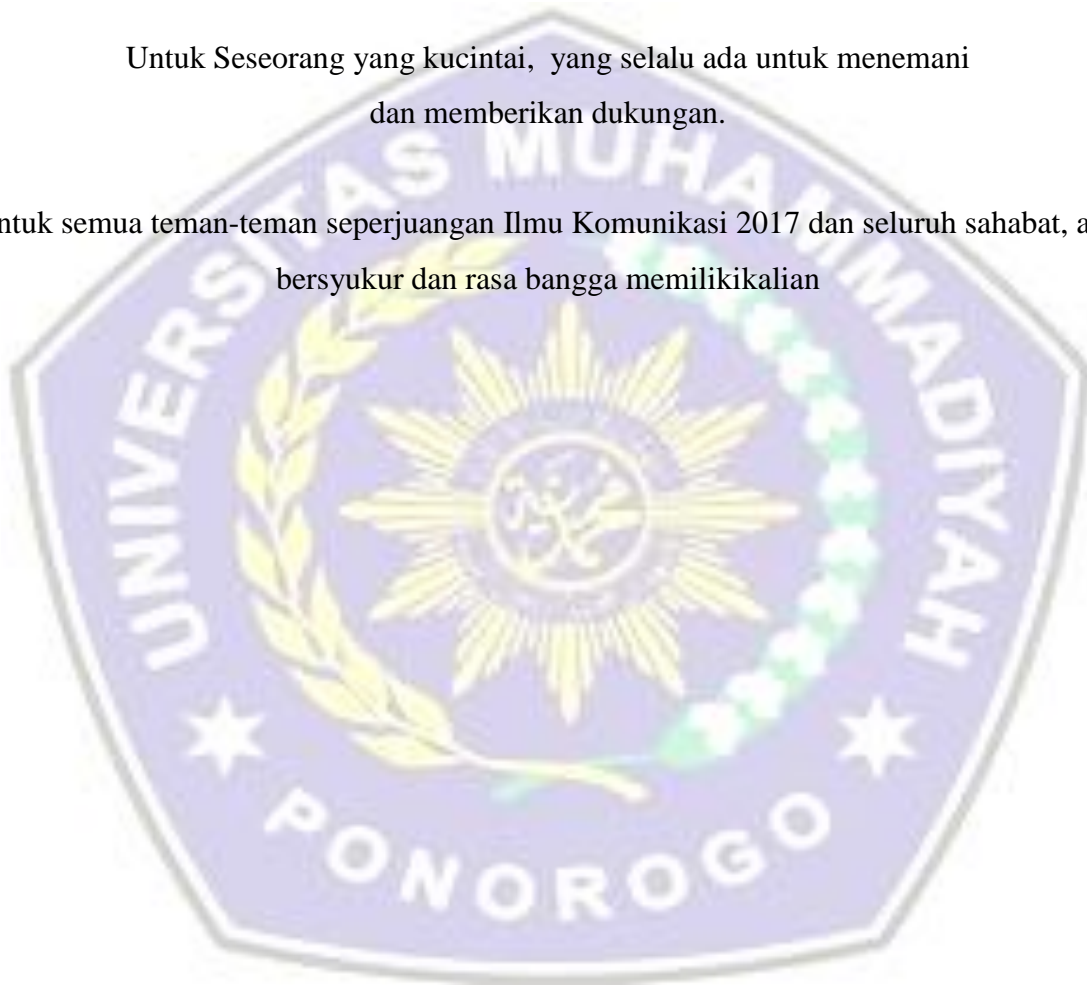 Untuk Seseorang yang kucintai, yang selalu ada untuk menemani
dan memberikan dukungan.
ntuk semua teman-teman seperjuangan Ilmu Komunikasi 2017 dan seluruh sahabat, a
bersyukur dan rasa bangga memilikikalian
UNIVERSITAS MUHAMMADIYAH
PONOROGO